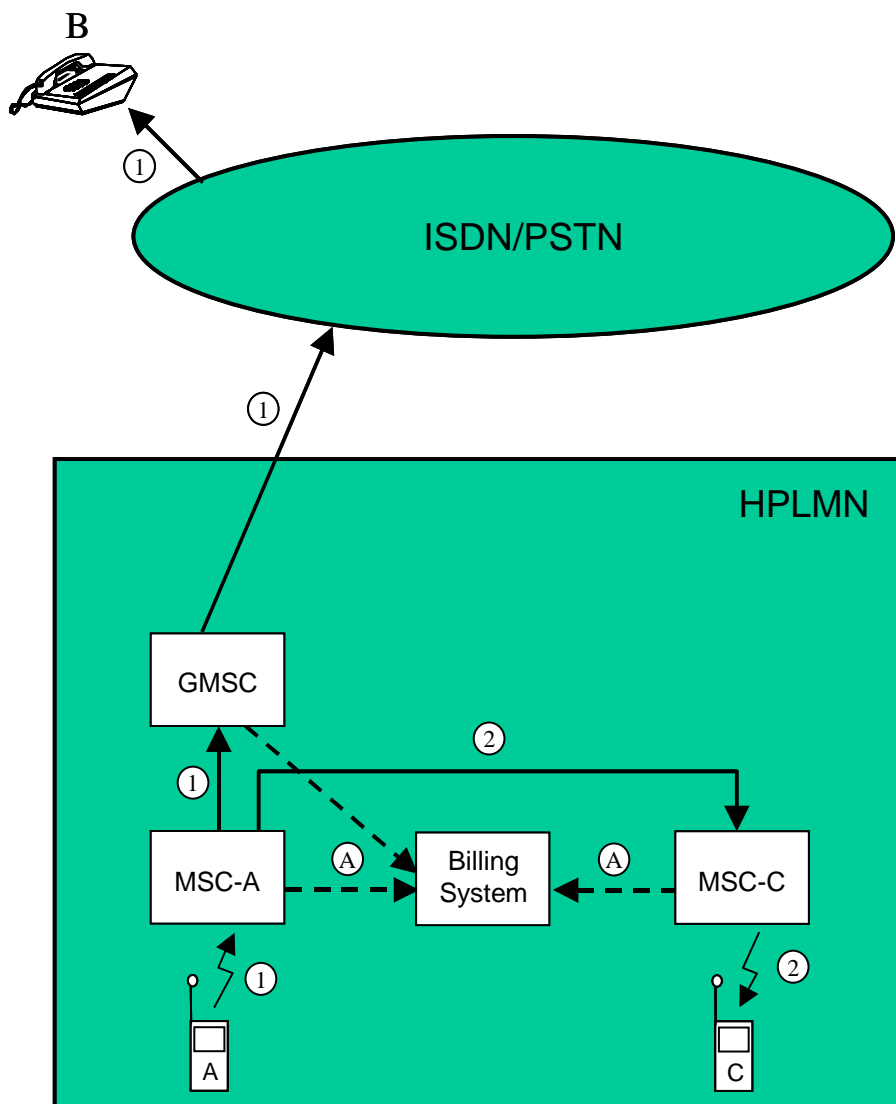 B
1
ISDN/PSTN
1
HPLMN
GMSC
2
1
MSC-A
A
Billing
System
A
MSC-C
1
2
A
C